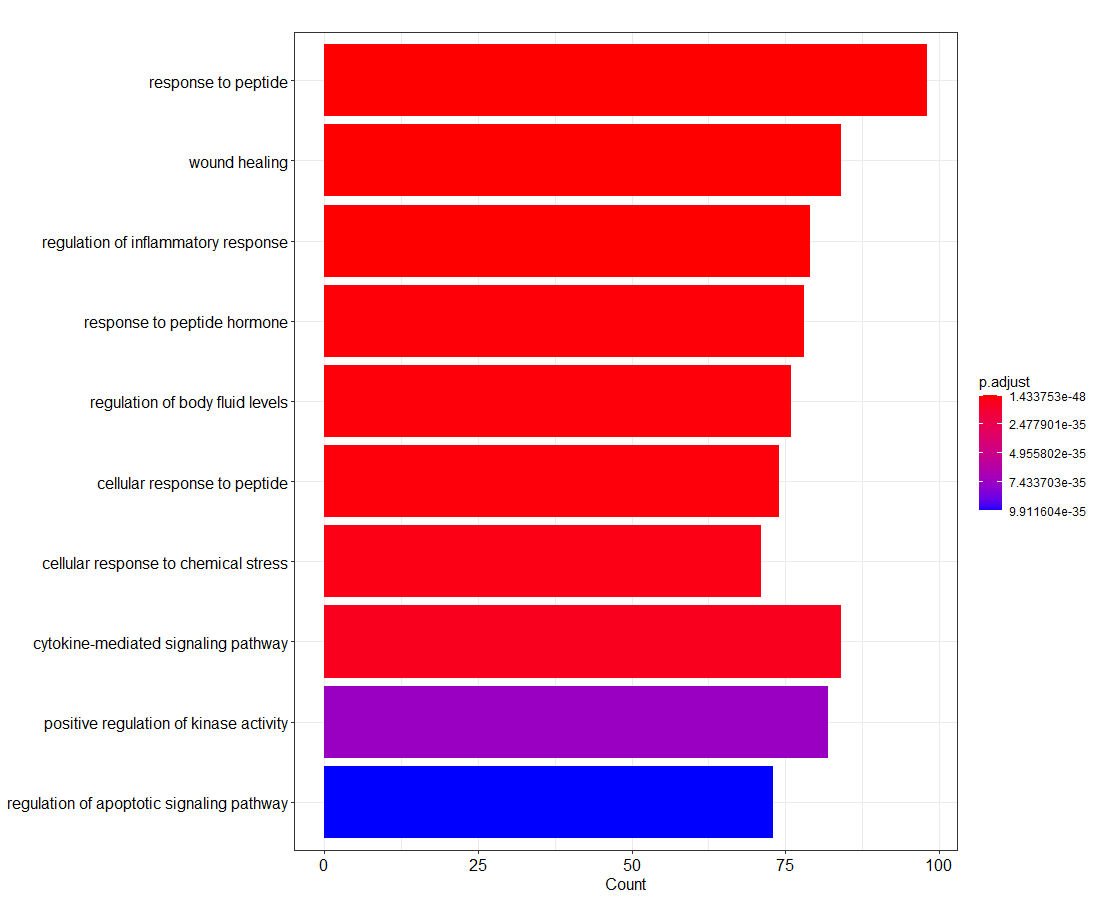 response to peptide
wound healing
regulation of inflammatory response
response to peptide hormone
regulation of body fluid levels
cellular response to peptide
cellular response to chemical stress
cytokine-mediated signaling pathway
positive regulation of kinase activity
regulation of apoptotic signaling pathway
0 25 50 75 100
Count
p.adjust
1.433753e-48
2.477901e-35
4.955802e-35
7.433703e-35
9.911604e-35